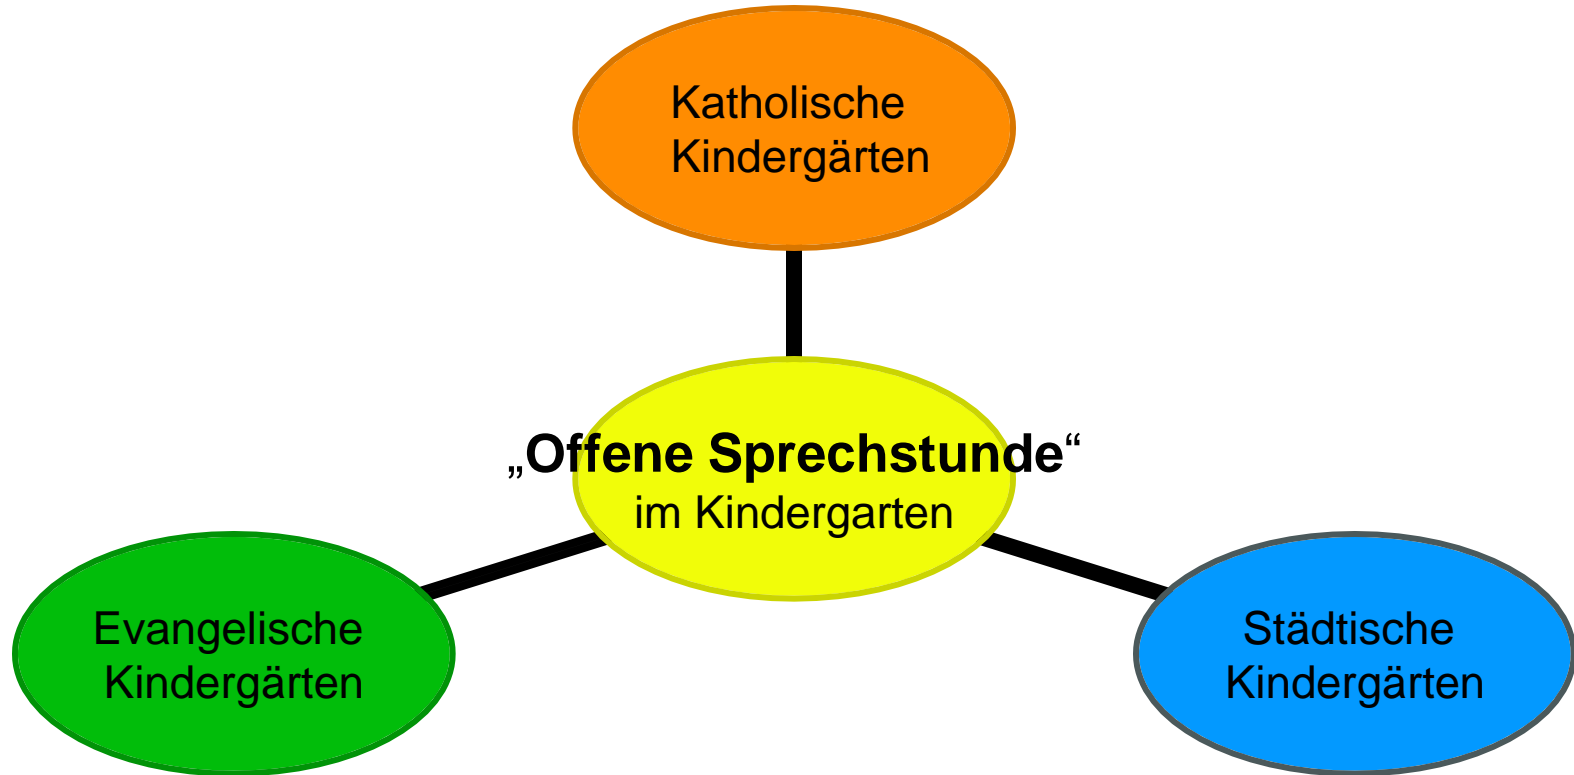 Katholische
Kindergärten
„Offene Sprechstunde“
im Kindergarten
Evangelische
Kindergärten
Städtische
Kindergärten